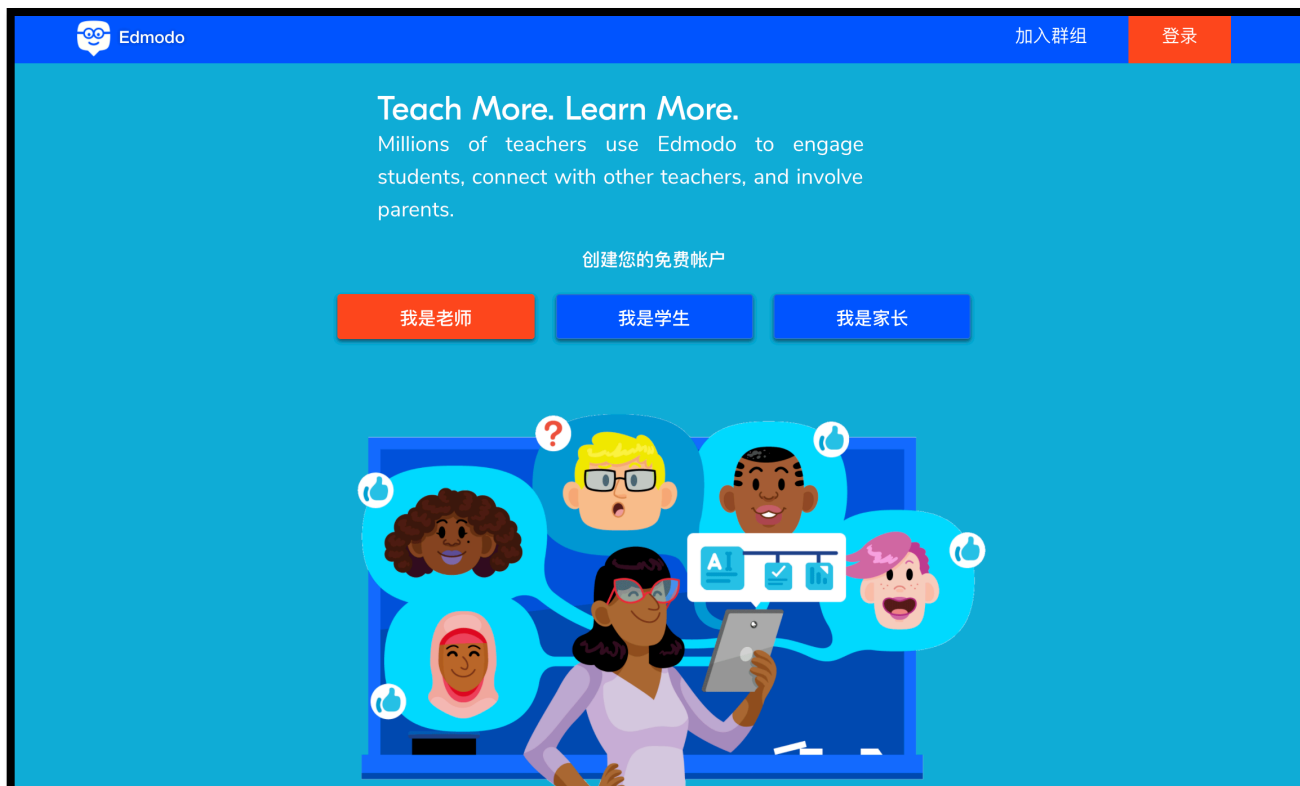 Edmodo
加入群组
登录
Teach More. Learn More.
Millions of teachers use Edmodo to engage
students, connect with other teachers, and involve
parents.
创建您的免费帐户
我是老师
我是学生
我是家长
?
AI